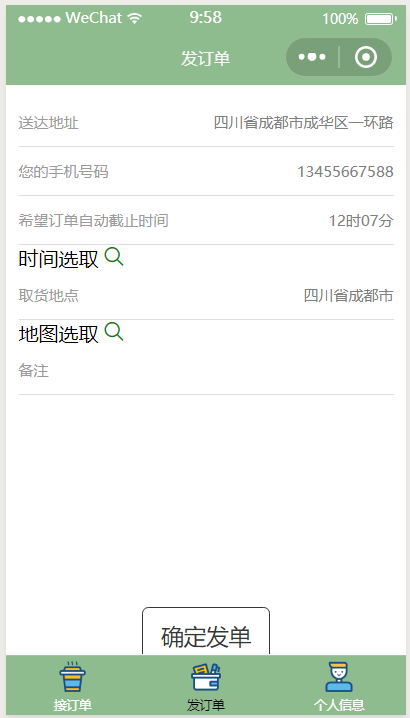 WeChat 9:58 100%
发订单
送达地址 四川省成都市成华区一环路
您的手机号码 13455667588
希望订单自动截止时间 12时07分
时间选取
取货地点 四川省成都市
地图选取
备注
确定发单
接订单 发订单 个人信息